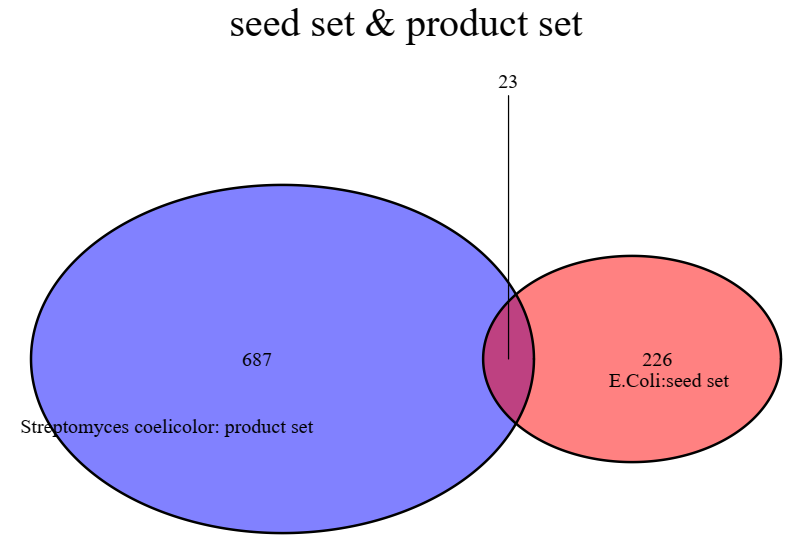 seed set & product set
23
687
226
E.Coli:seed set
Streptomyces coelicolor: product set